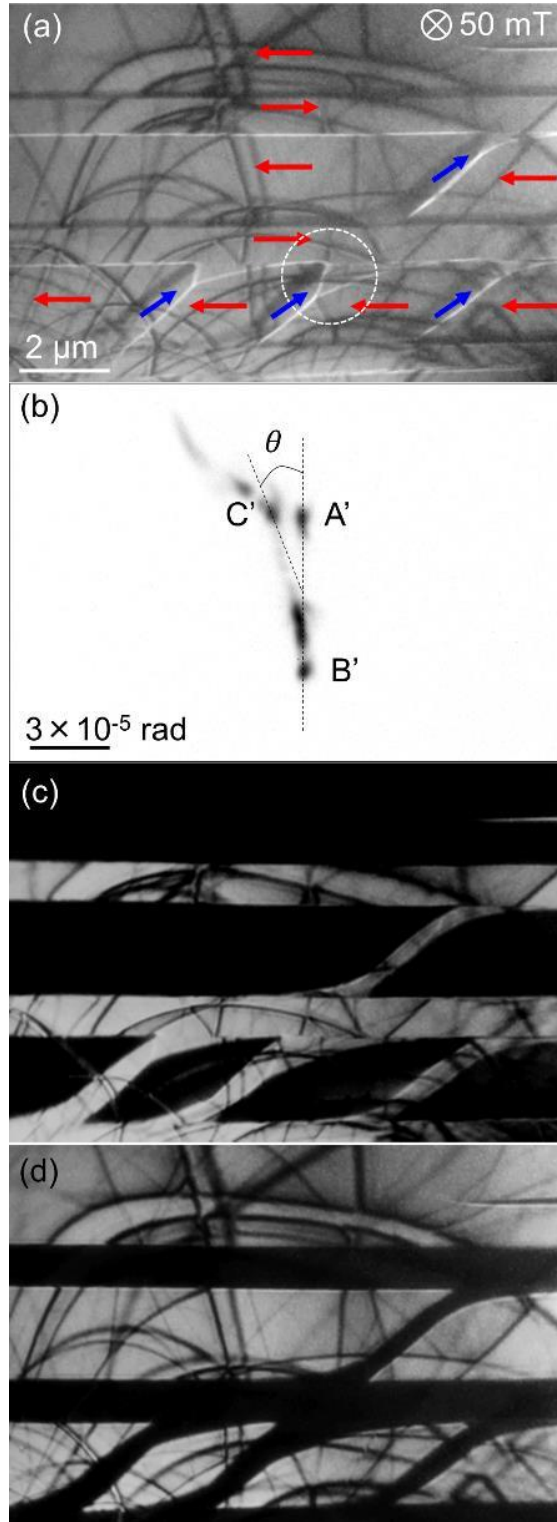 (a)
⊗ 50 mT
2 μm
(b)
θ
C' A'
B'
3 × 10⁻⁵ rad
(c)
(d)